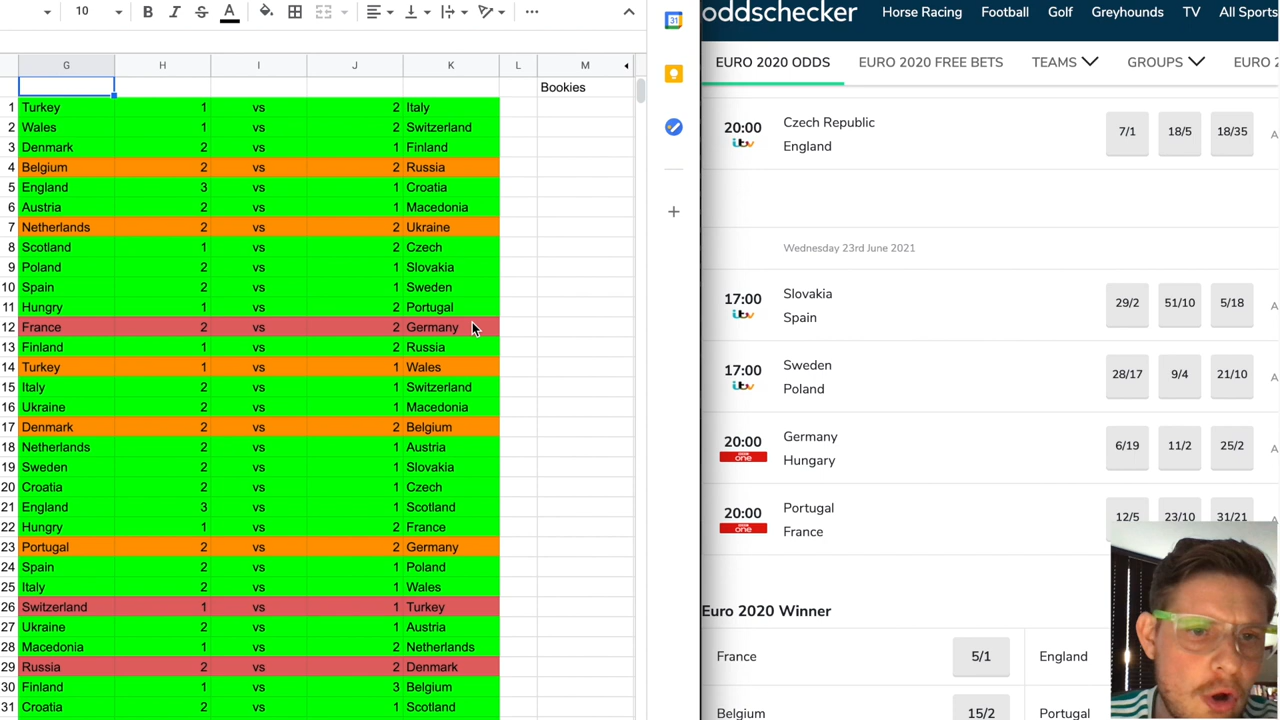 10 B I S A
G H I J K L M
Bookies
1 Turkey 1 vs 2 Italy
2 Wales 1 vs 2 Switzerland
3 Denmark 2 vs 1 Finland
4 Belgium 2 vs 2 Russia
5 England 3 vs 1 Croatia
6 Austria 2 vs 1 Macedonia
7 Netherlands 2 vs 2 Ukraine
8 Scotland 1 vs 2 Czech
9 Poland 2 vs 1 Slovakia
10 Spain 2 vs 1 Sweden
11 Hungry 1 vs 2 Portugal
12 France 2 vs 2 Germany
13 Finland 1 vs 2 Russia
14 Turkey 1 vs 1 Wales
15 Italy 2 vs 1 Switzerland
16 Ukraine 2 vs 1 Macedonia
17 Denmark 2 vs 2 Belgium
18 Netherlands 2 vs 1 Austria
19 Sweden 2 vs 1 Slovakia
20 Croatia 2 vs 1 Czech
21 England 3 vs 1 Scotland
22 Hungry 1 vs 2 France
23 Portugal 2 vs 2 Germany
24 Spain 2 vs 1 Poland
25 Italy 2 vs 1 Wales
26 Switzerland 1 vs 1 Turkey
27 Ukraine 2 vs 1 Austria
28 Macedonia 1 vs 2 Netherlands
29 Russia 2 vs 2 Denmark
30 Finland 1 vs 3 Belgium
31 Croatia 2 vs 1 Scotland
31
oddschecker Horse Racing Football Golf Greyhounds TV All Sports
EURO 2020 ODDS EURO 2020 FREE BETS TEAMS GROUPS EURO 2
20:00 Czech Republic 7/1 18/5 18/35 A
itv England
Wednesday 23rd June 2021
17:00 Slovakia 29/2 51/10 5/18 A
itv Spain
17:00 Sweden 28/17 9/4 21/10 A
itv Poland
20:00 Germany 6/19 11/2 25/2 A
one Hungary
20:00 Portugal 12/5 23/10 31/21 A
one France
Euro 2020 Winner
France 5/1 England
Belgium 15/2 Portugal